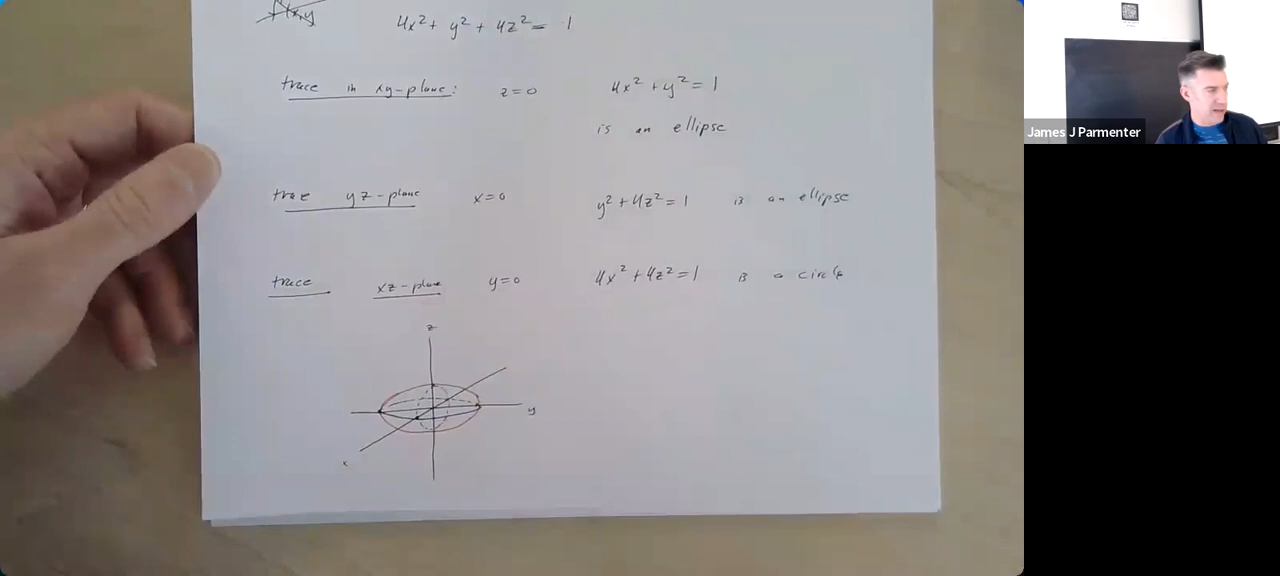 4x² + y² + 4z² = 1
trace in xy-plane: z=0 4x² + y² = 1
is an ellipse
trace yz-plane x=0 y² + 4z² = 1 is an ellipse
trace xz-plane y=0 4x² + 4z² = 1 is a circle
z
y
x
James J Parmenter